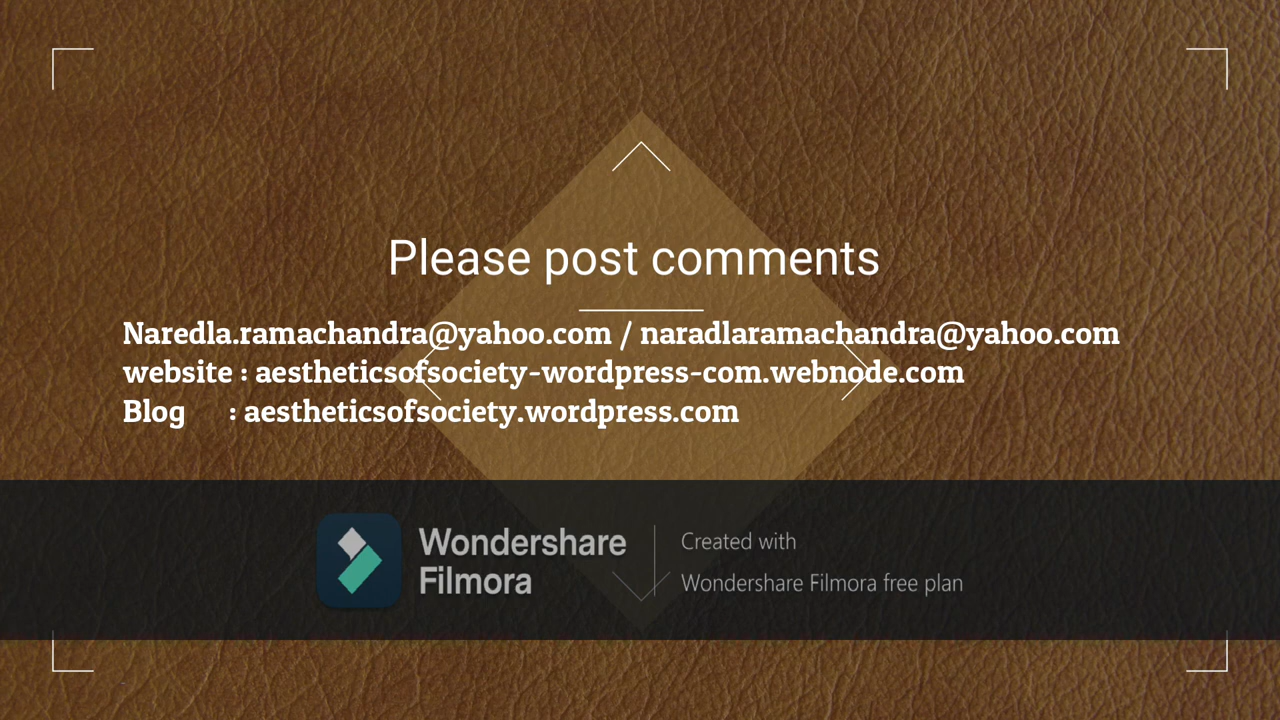 Please post comments
Naredla.ramachandra@yahoo.com / naradlaramachandra@yahoo.com
website : aestheticsofsociety-wordpress-com.webnode.com
Blog : aestheticsofsociety.wordpress.com
Wondershare
Filmora
Created with
Wondershare Filmora free plan